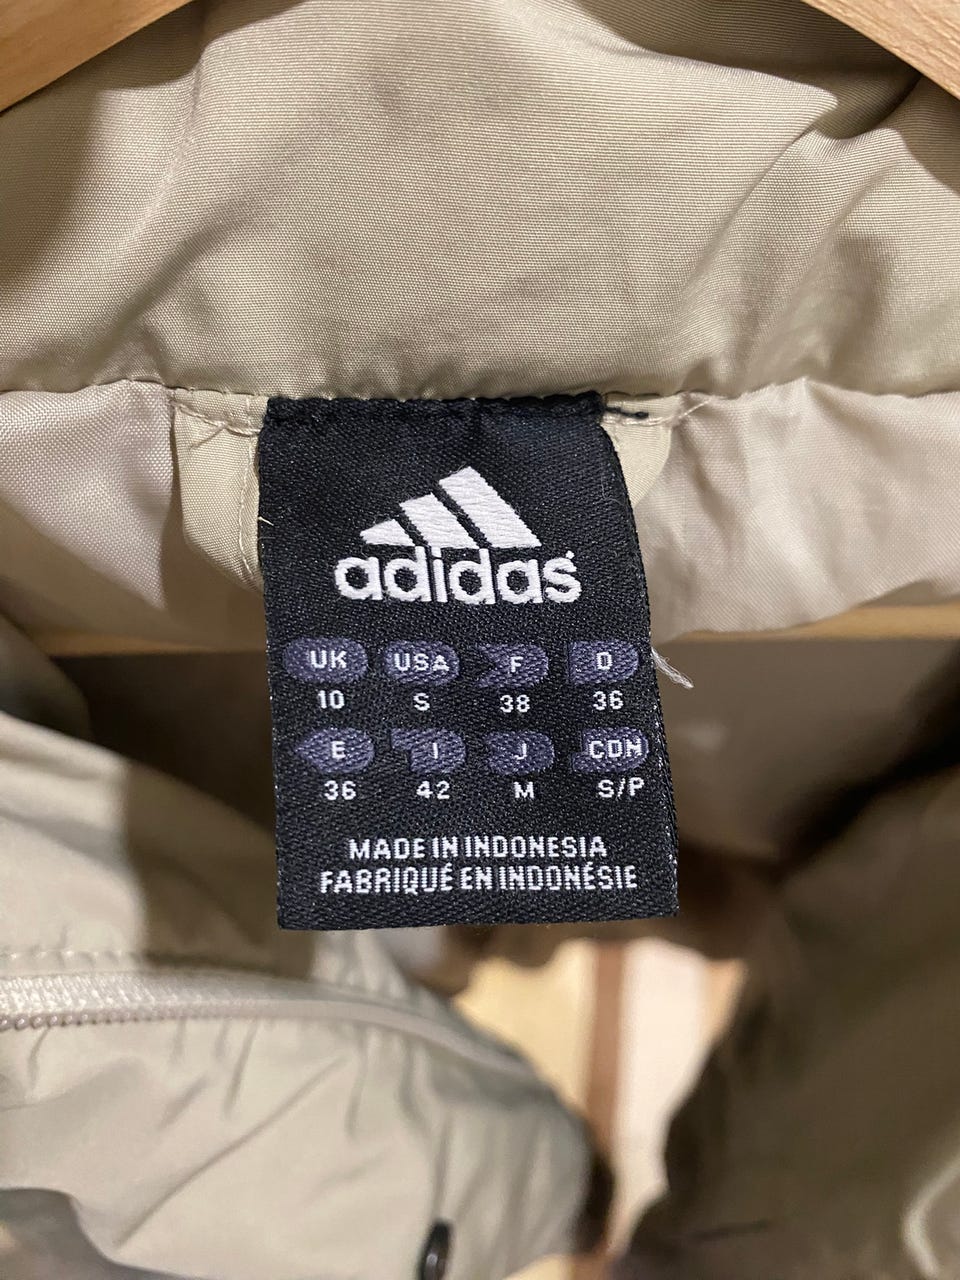 adidas
UK USA F D
10 S 38 36
E I J CDN
36 42 M S/P
MADE IN INDONESIA
FABRIQUÉ EN INDONÉSIE